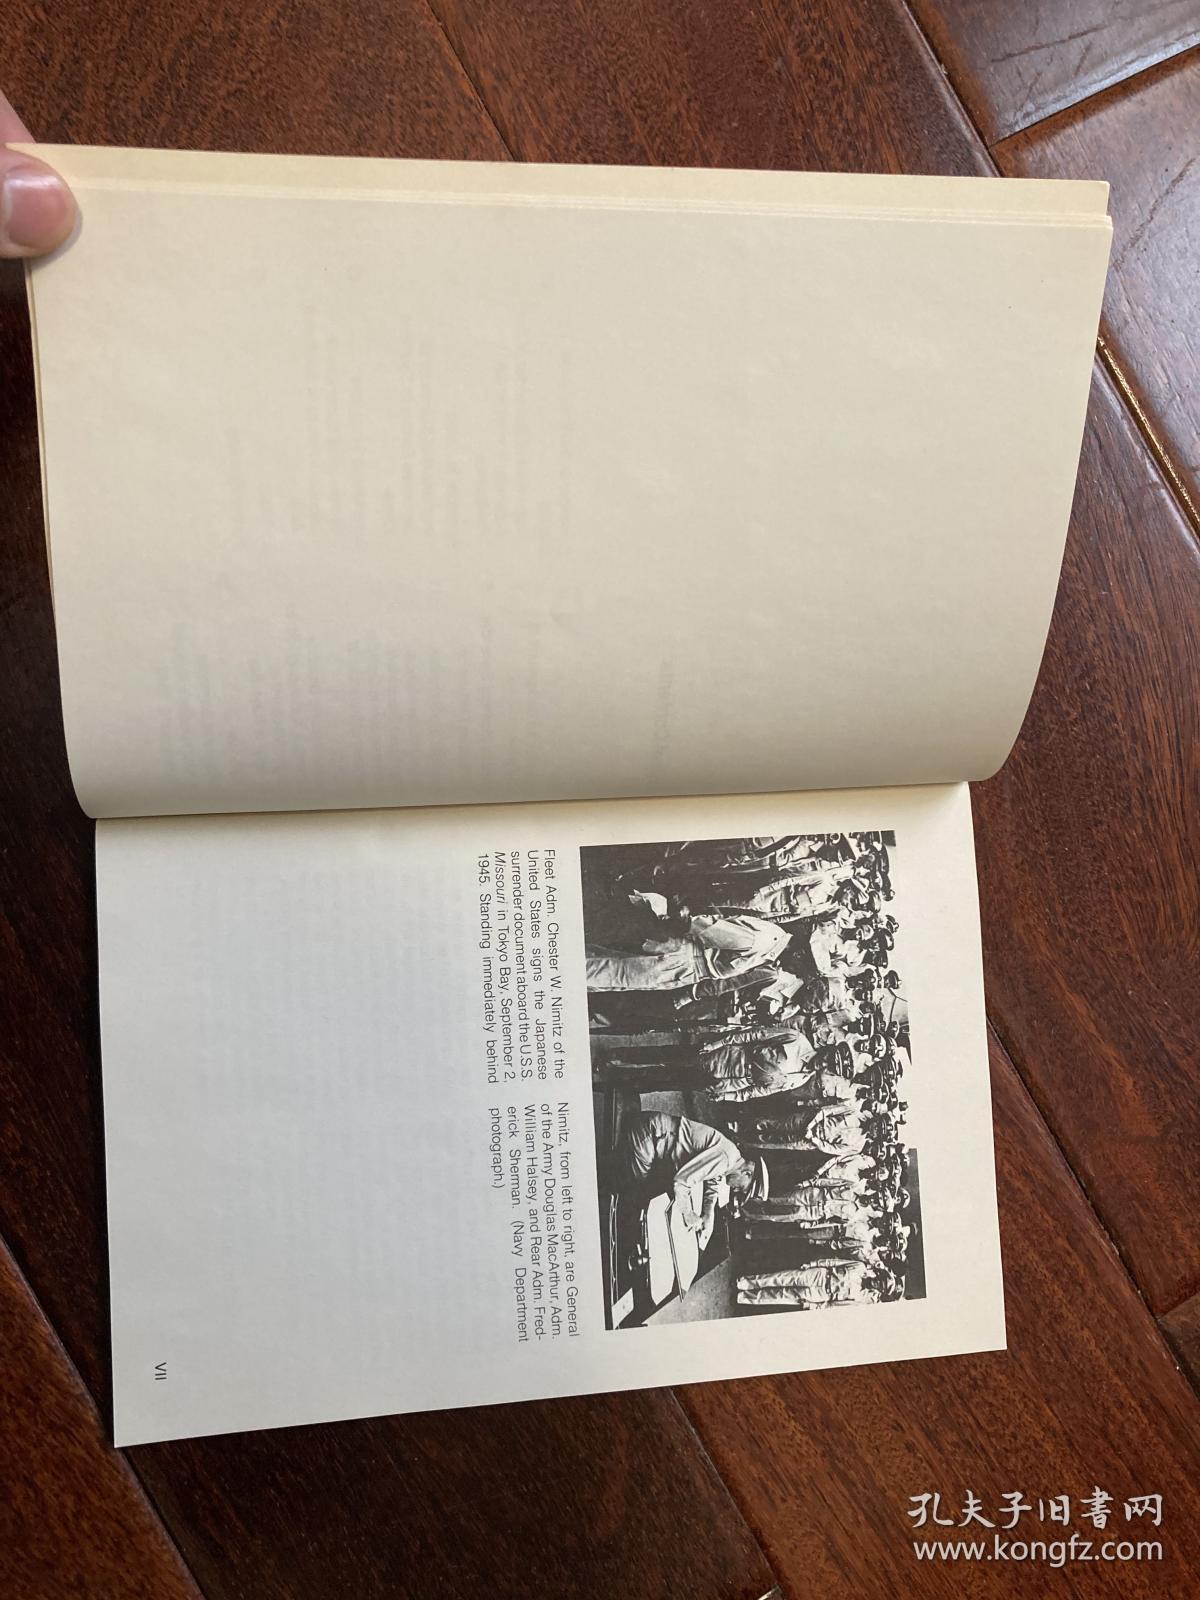 Fleet Adm. Chester W. Nimitz of the
United States signs the Japanese
surrender document aboard the U.S.S.
Missouri in Tokyo Bay, September 2,
1945. Standing immediately behind
Nimitz, from left to right, are General
of the Army Douglas MacArthur, Adm.
William Halsey, and Rear Adm. Fred-
erick Sherman. (Navy Department
photograph.)
VII
孔夫子旧书网
www.kongfz.com